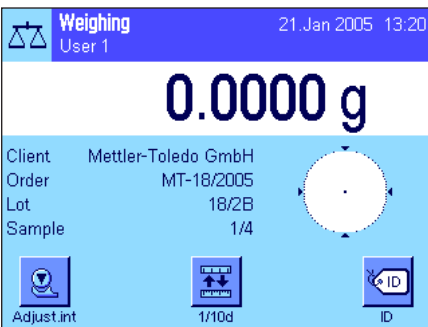 Weighing 21.Jan 2005 13:20
User 1
0.0000 g
Client Mettler-Toledo GmbH
Order MT-18/2005
Lot 18/2B
Sample 1/4
ID
Adjust.int 1/10d ID